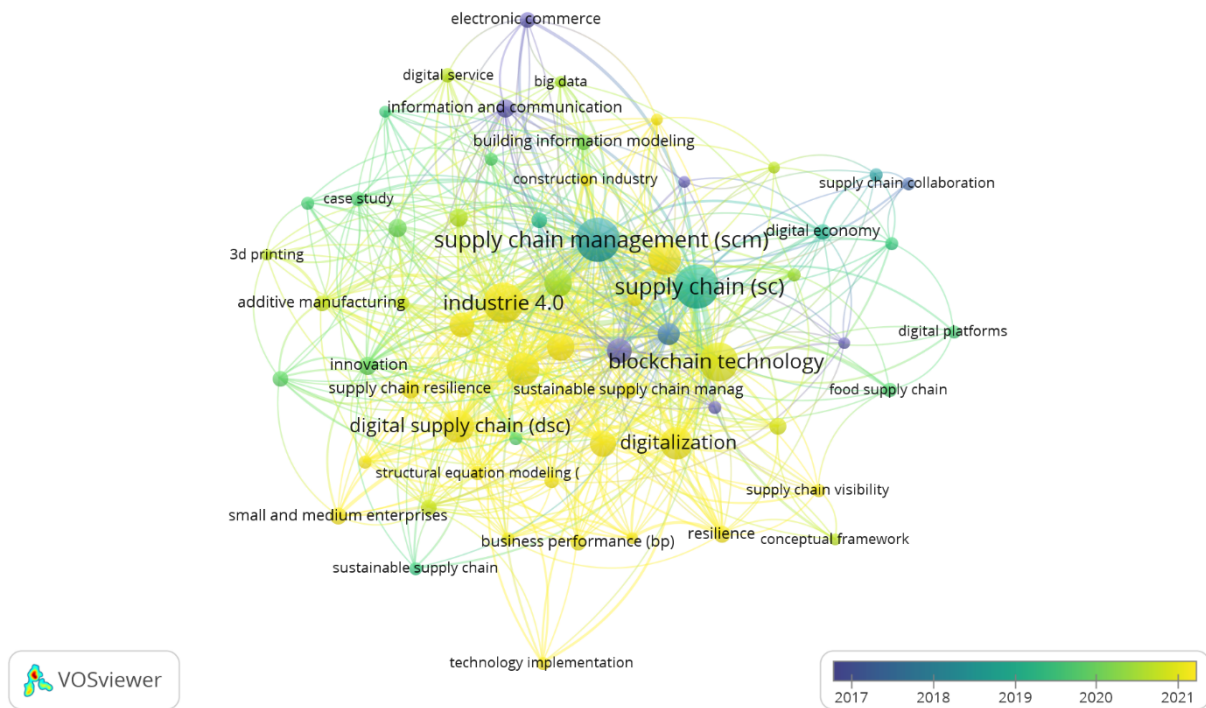 electronic commerce
digital service
big data
information and communication
building information modeling
construction industry
supply chain collaboration
case study
digital economy
supply chain management (scm)
3d printing
supply chain (sc)
additive manufacturing
industrie 4.0
digital platforms
innovation
blockchain technology
supply chain resilience
sustainable supply chain manag
food supply chain
digital supply chain (dsc)
digitalization
structural equation modeling (
supply chain visibility
small and medium enterprises
business performance (bp)
resilience
conceptual framework
sustainable supply chain
technology implementation
VOSviewer
2017 2018 2019 2020 2021